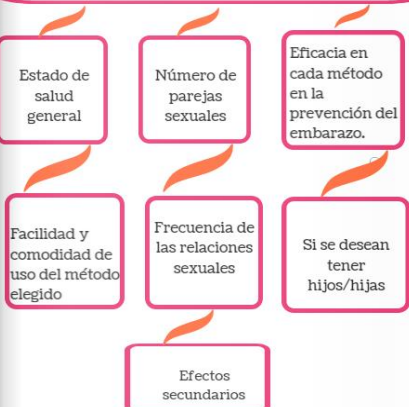 Estado de
salud
general
Número de
parejas
sexuales
Eficacia en
cada método
en la
prevención del
embarazo.
Facilidad y
comodidad de
uso del método
elegido
Frecuencia de
las relaciones
sexuales
Si se desean
tener
hijos/hijas
Efectos
secundarios